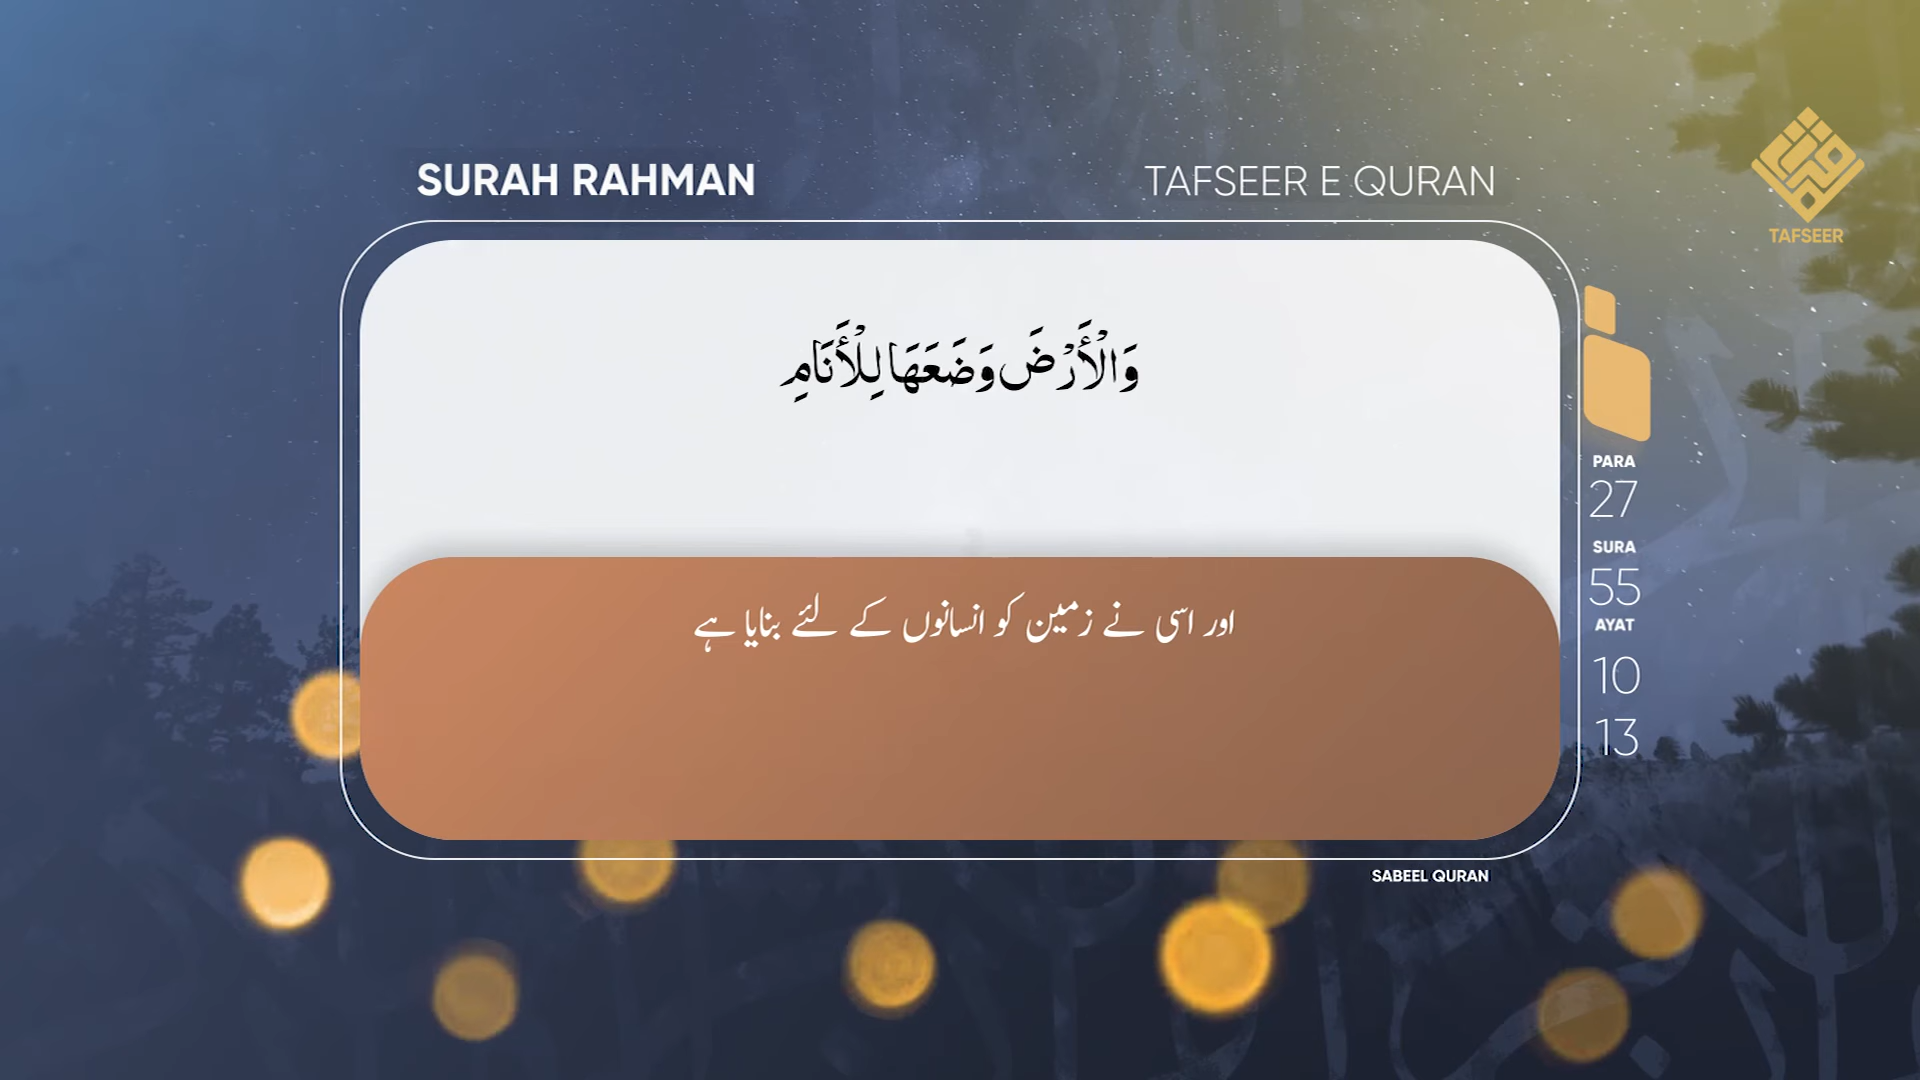 SURAH RAHMAN
TAFSEER E QURAN
TAFSEER
وَالْأَرْضَ وَضَعَهَا لِلْأَنَامِ
اور اسی نے زمین کو انسانوں کے لئے بنایا ہے
PARA
27
SURA
55
AYAT
10
13
SABEEL QURAN